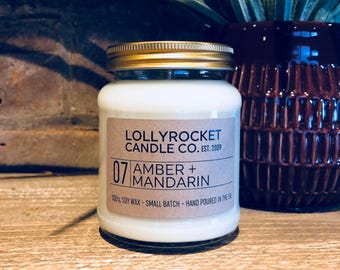 LOLLYROCKET
CANDLE CO. EST. 2009
07 AMBER +
MANDARIN
100% SOY WAX - SMALL BATCH - HAND POURED IN THE UK